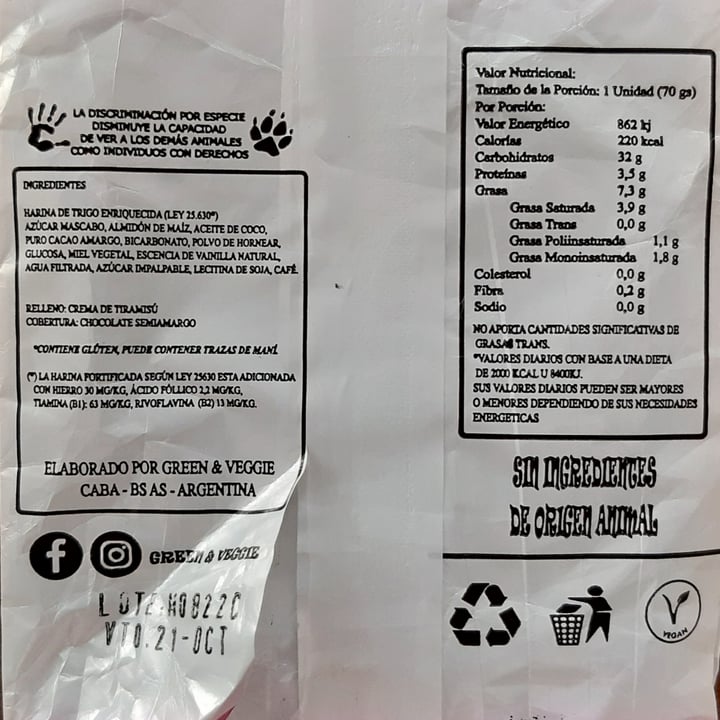 LA DISCRIMINACIÓN POR ESPECIE
DISMINUYE LA CAPACIDAD
DE VER A LOS DEMÁS ANIMALES
COMO INDIVIDUOS CON DERECHOS
INGREDIENTES
HARINA DE TRIGO ENRIQUECIDA (LEY 25.630*)
AZÚCAR MASCABO, ALMIDÓN DE MAÍZ, ACEITE DE COCO,
PURO CACAO AMARGO, BICARBONATO, POLVO DE HORNEAR,
GLUCOSA, MIEL VEGETAL, ESCENCIA DE VAINILLA NATURAL,
AGUA FILTRADA, AZÚCAR IMPALPABLE, LECITINA DE SOJA, CAFÉ.
RELLENO: CREMA DE TIRAMISÚ
COBERTURA: CHOCOLATE SEMIAMARGO
*CONTIENE GLÚTEN, PUEDE CONTENER TRAZAS DE MANÍ.
(*) LA HARINA FORTIFICADA SEGÚN LEY 25630 ESTA ADICIONADA
CON HIERRO 30 MG/KG, ÁCIDO FÓLLICO 2,2 MG/KG,
TIAMINA (B1): 63 MG/KG, RIVOFLAVINA (B2) 13 MG/KG.
ELABORADO POR GREEN & VEGGIE
CABA - BS AS - ARGENTINA
GREEN & VEGGIE
LOTE:H0822C
VTO.21-OCT
Valor Nutricional:
Tamaño de la Porción: 1 Unidad (70 gs)
Por Porción:
Valor Energético 862 kj
Calorías 220 kcal
Carbohidratos 32 g
Proteínas 3,5 g
Grasa 7,3 g
Grasa Saturada 3,9 g
Grasa Trans 0,0 g
Grasa Poliinsaturada 1,1 g
Grasa Monoinsaturada 1,8 g
Colesterol 0,0 g
Fibra 0,2 g
Sodio 0,0 g
NO APORTA CANTIDADES SIGNIFICATIVAS DE
GRASAS TRANS.
*VALORES DIARIOS CON BASE A UNA DIETA
DE 2000 KCAL U 8400KJ.
SUS VALORES DIARIOS PUEDEN SER MAYORES
O MENORES DEPENDIENDO DE SUS NECESIDADES
ENERGETICAS
SIN INGREDIENTES
DE ORIGEN ANIMAL
VEGAN